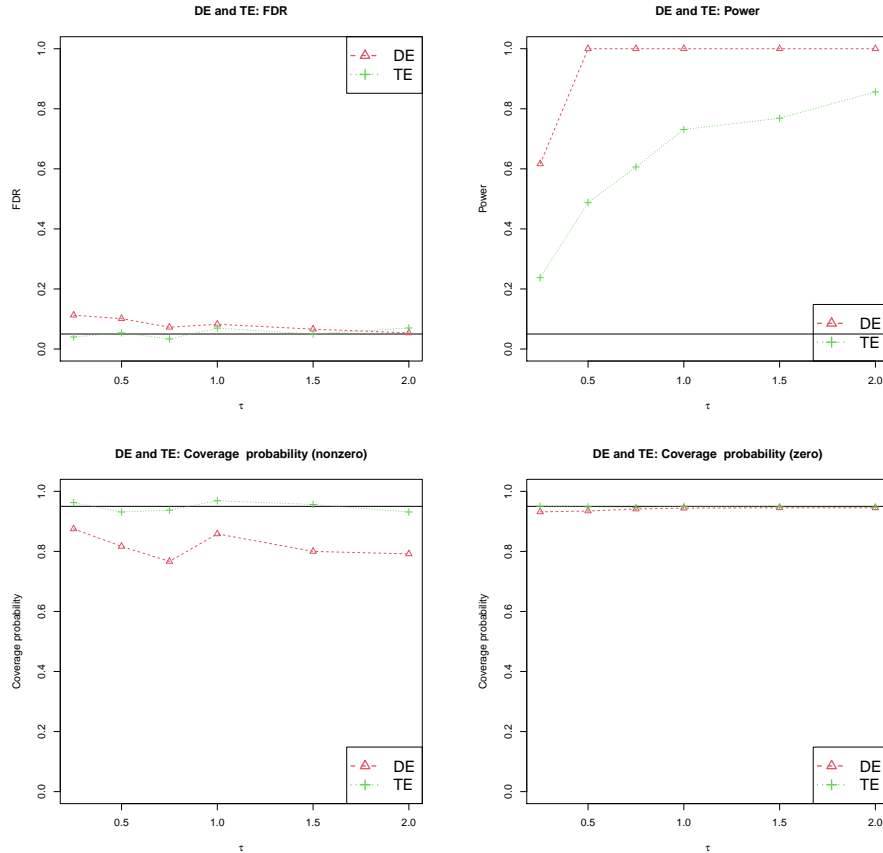 DE and TE: FDR
FDR
0.0 0.2 0.4 0.6 0.8 1.0
0.5 1.0 1.5 2.0
τ
DE
TE
DE and TE: Power
Power
0.0 0.2 0.4 0.6 0.8 1.0
0.5 1.0 1.5 2.0
τ
DE
TE
DE and TE: Coverage probability (nonzero)
Coverage probability
0.0 0.2 0.4 0.6 0.8 1.0
0.5 1.0 1.5 2.0
τ
DE
TE
DE and TE: Coverage probability (zero)
Coverage probability
0.0 0.2 0.4 0.6 0.8 1.0
0.5 1.0 1.5 2.0
τ
DE
TE